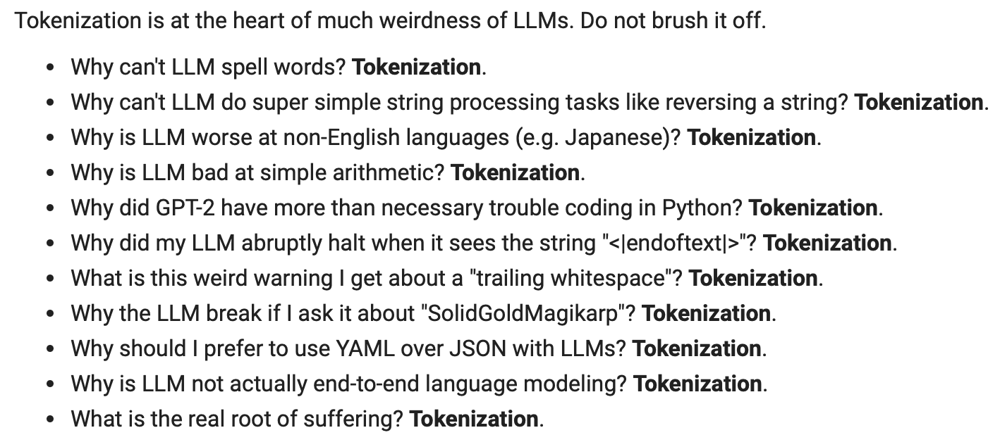 Tokenization is at the heart of much weirdness of LLMs. Do not brush it off.
• Why can't LLM spell words? Tokenization.
• Why can't LLM do super simple string processing tasks like reversing a string? Tokenization.
• Why is LLM worse at non-English languages (e.g. Japanese)? Tokenization.
• Why is LLM bad at simple arithmetic? Tokenization.
• Why did GPT-2 have more than necessary trouble coding in Python? Tokenization.
• Why did my LLM abruptly halt when it sees the string "<|endoftext|>"? Tokenization.
• What is this weird warning I get about a "trailing whitespace"? Tokenization.
• Why the LLM break if I ask it about "SolidGoldMagikarp"? Tokenization.
• Why should I prefer to use YAML over JSON with LLMs? Tokenization.
• Why is LLM not actually end-to-end language modeling? Tokenization.
• What is the real root of suffering? Tokenization.